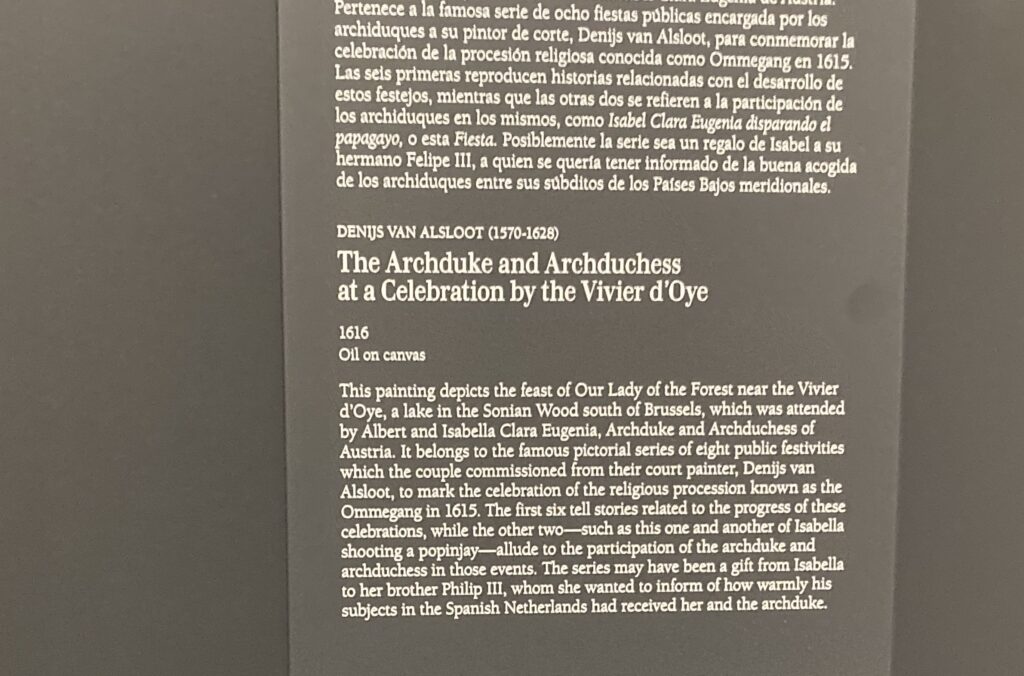 Pertenece a la famosa serie de ocho fiestas públicas encargada por los
archiduques a su pintor de corte, Denijs van Alsloot, para conmemorar la
celebración de la procesión religiosa conocida como Ommegang en 1615.
Las seis primeras reproducen historias relacionadas con el desarrollo de
estos festejos, mientras que las otras dos se refieren a la participación de
los archiduques en los mismos, como Isabel Clara Eugenia disparando el
papagayo, o esta Fiesta. Posiblemente la serie sea un regalo de Isabel a su
hermano Felipe III, a quien se quería tener informado de la buena acogida
de los archiduques entre sus súbditos de los Países Bajos meridionales.
DENIJS VAN ALSLOOT (1570-1628)
The Archduke and Archduchess
at a Celebration by the Vivier d'Oye
1616
Oil on canvas
This painting depicts the feast of Our Lady of the Forest near the Vivier
d'Oye, a lake in the Sonian Wood south of Brussels, which was attended
by Albert and Isabella Clara Eugenia, Archduke and Archduchess of
Austria. It belongs to the famous pictorial series of eight public festivities
which the couple commissioned from their court painter, Denijs van
Alsloot, to mark the celebration of the religious procession known as the
Ommegang in 1615. The first six tell stories related to the progress of these
celebrations, while the other two—such as this one and another of Isabella
shooting a popinjay—allude to the participation of the archduke and
archduchess in those events. The series may have been a gift from Isabella
to her brother Philip III, whom she wanted to inform of how warmly his
subjects in the Spanish Netherlands had received her and the archduke.